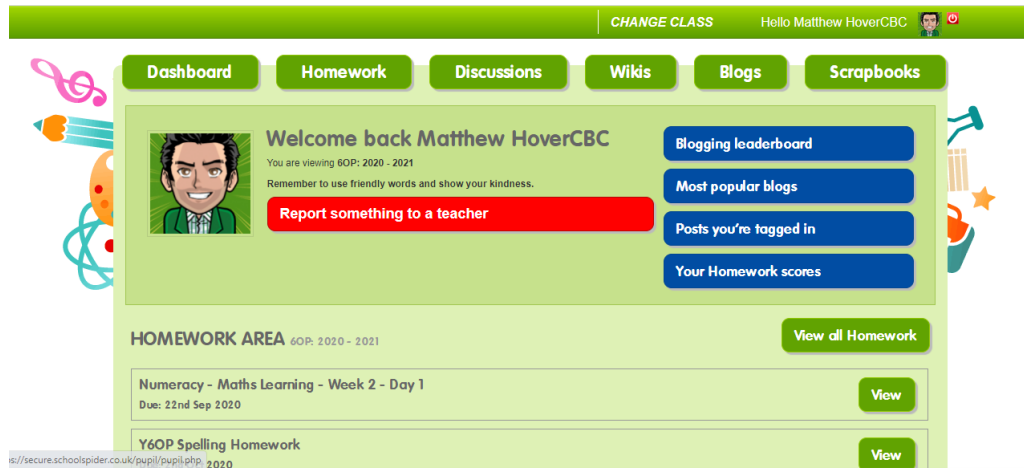 CHANGE CLASS Hello Matthew HoverCBC
Dashboard Homework Discussions Wikis Blogs Scrapbooks
Welcome back Matthew HoverCBC
You are viewing 6OP: 2020 - 2021
Remember to use friendly words and show your kindness.
Report something to a teacher
Blogging leaderboard
Most popular blogs
Posts you're tagged in
Your Homework scores
HOMEWORK AREA 6OP: 2020 - 2021
View all Homework
Numeracy - Maths Learning - Week 2 - Day 1
Due: 22nd Sep 2020
View
Y6OP Spelling Homework
View
ps://secure.schoolspider.co.uk/pupil/pupil.php
2020